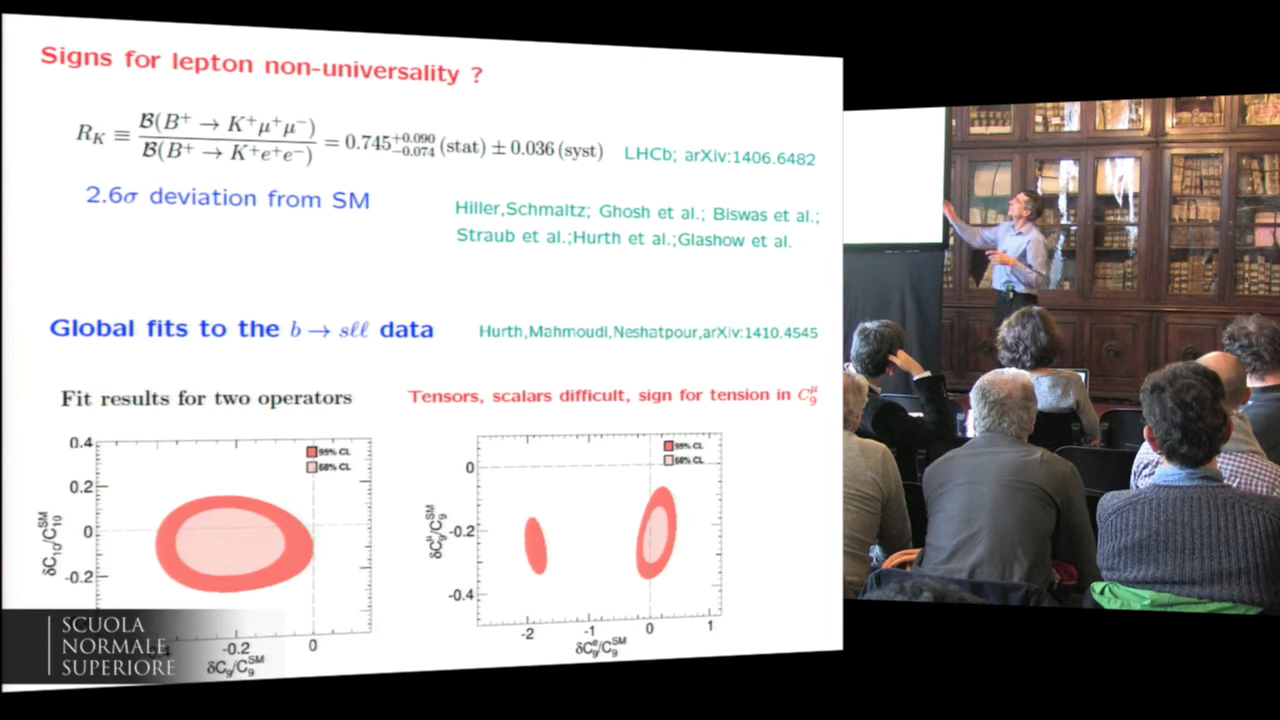 Signs for lepton non-universality ?
R_K ≡ B(B⁺ → K⁺μ⁺μ⁻) / B(B⁺ → K⁺e⁺e⁻) = 0.745 +0.090 −0.074 (stat) ± 0.036 (syst)
LHCb; arXiv:1406.6482
2.6σ deviation from SM
Hiller,Schmaltz; Ghosh et al.; Biswas et al.;
Straub et al.;Hurth et al.;Glashow et al.
Global fits to the b → sℓℓ data
Hurth,Mahmoudi,Neshatpour,arXiv:1410.4545
Fit results for two operators
Tensors, scalars difficult, sign for tension in C₉^μ
0.4
0.2
0
-0.2
δC₁₀/C₁₀^SM
95% CL
68% CL
-0.2
0
δC₉/C₉^SM
0
-0.2
-0.4
δC₉^μ/C₉^SM
95% CL
68% CL
-2
-1
0
1
δC₉^e/C₉^SM
SCUOLA
NORMALE
SUPERIORE